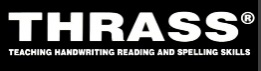 THRASS®
TEACHING HANDWRITING READING AND SPELLING SKILLS